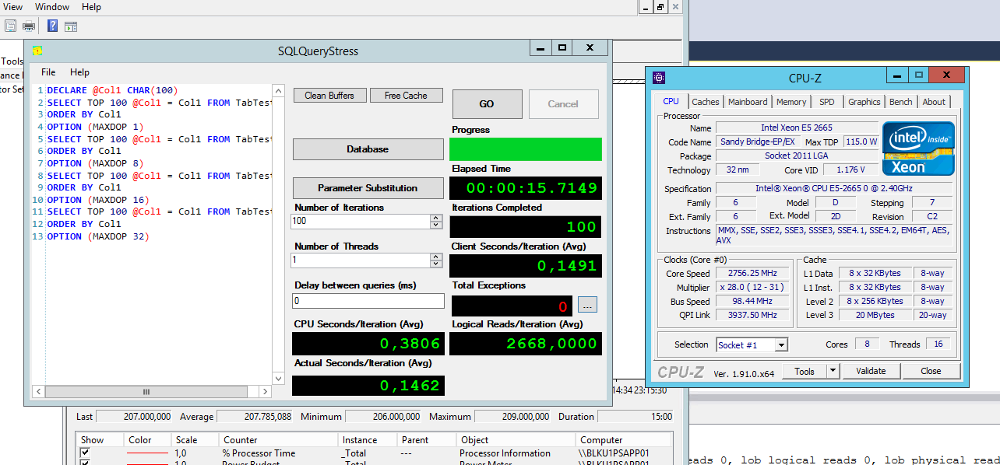 View Window Help
Tools
ance
tor Set
SQLQueryStress
File Help
1 DECLARE @Col1 CHAR(100)
2 SELECT TOP 100 @Col1 = Col1 FROM TabTest
3 ORDER BY Col1
4 OPTION (MAXDOP 1)
5 SELECT TOP 100 @Col1 = Col1 FROM TabTest
6 ORDER BY Col1
7 OPTION (MAXDOP 8)
8 SELECT TOP 100 @Col1 = Col1 FROM TabTest
9 ORDER BY Col1
10 OPTION (MAXDOP 16)
11 SELECT TOP 100 @Col1 = Col1 FROM TabTest
12 ORDER BY Col1
13 OPTION (MAXDOP 32)
Clean Buffers Free Cache
GO Cancel
Database
Parameter Substitution
Number of Iterations
100
Number of Threads
1
Delay between queries (ms)
0
CPU Seconds/Iteration (Avg)
0,3806
Actual Seconds/Iteration (Avg)
0,1462
Progress
Elapsed Time
00:00:15.7149
Iterations Completed
100
Client Seconds/Iteration (Avg)
0,1491
Total Exceptions
0 ...
Logical Reads/Iteration (Avg)
2668,0000
CPU-Z
CPU Caches Mainboard Memory SPD Graphics Bench About
Processor
Name Intel Xeon E5 2665
Code Name Sandy Bridge-EP/EX Max TDP 115.0 W
Package Socket 2011 LGA
Technology 32 nm Core VID 1.176 V
intel inside™
Xeon
Specification Intel® Xeon® CPU E5-2665 0 @ 2.40GHz
Family 6 Model D Stepping 7
Ext. Family 6 Ext. Model 2D Revision C2
Instructions MMX, SSE, SSE2, SSE3, SSSE3, SSE4.1, SSE4.2, EM64T, AES,
AVX
Clocks (Core #0)
Core Speed 2756.25 MHz
Multiplier x 28.0 ( 12 - 31 )
Bus Speed 98.44 MHz
QPI Link 3937.50 MHz
Cache
L1 Data 8 x 32 KBytes 8-way
L1 Inst. 8 x 32 KBytes 8-way
Level 2 8 x 256 KBytes 8-way
Level 3 20 MBytes 20-way
Selection Socket #1 Cores 8 Threads 16
CPU-Z Ver. 1.91.0.x64 Tools Validate Close
14:34 23:15:30
Last 207.000,000 Average 207.785,088 Minimum 206.000,000 Maximum 209.000,000 Duration 15:00
Show Color Scale Counter Instance Parent Object Computer
1,0 % Processor Time _Total --- Processor Information \\BLKU1PSAPP01
1,0 Power Budget _Total Power Meter \\BLKU1PSAPP01
eads 0, lob logical reads 0, lob physical read